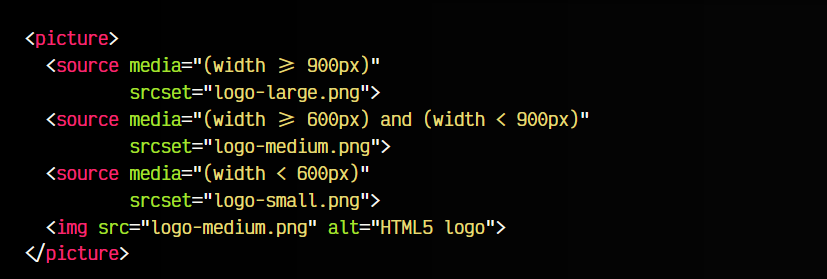 <picture>
<source media="(width ⩾ 900px)"
srcset="logo-large.png">
<source media="(width ⩾ 600px) and (width < 900px)"
srcset="logo-medium.png">
<source media="(width < 600px)"
srcset="logo-small.png">
<img src="logo-medium.png" alt="HTML5 logo">
</picture>